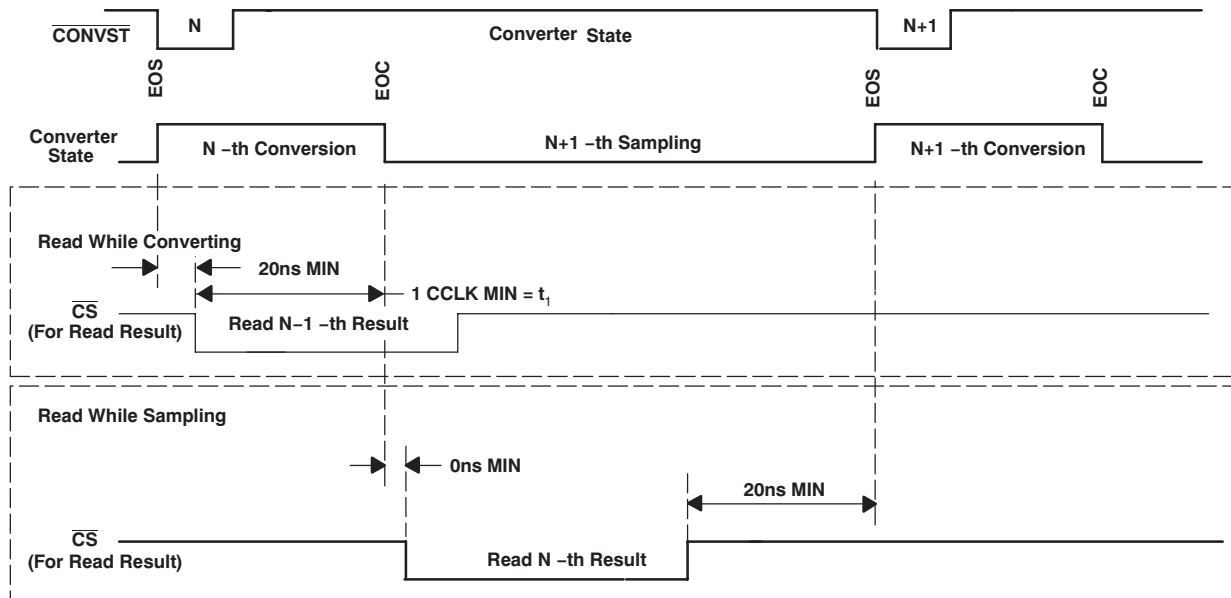 CONVST
N
Converter State
N+1
EOS
EOC
EOS
EOC
Converter
State
N −th Conversion
N+1 −th Sampling
N+1 −th Conversion
Read While Converting
20ns MIN
1 CCLK MIN = t1
CS
(For Read Result)
Read N−1 −th Result
Read While Sampling
0ns MIN
20ns MIN
CS
(For Read Result)
Read N −th Result